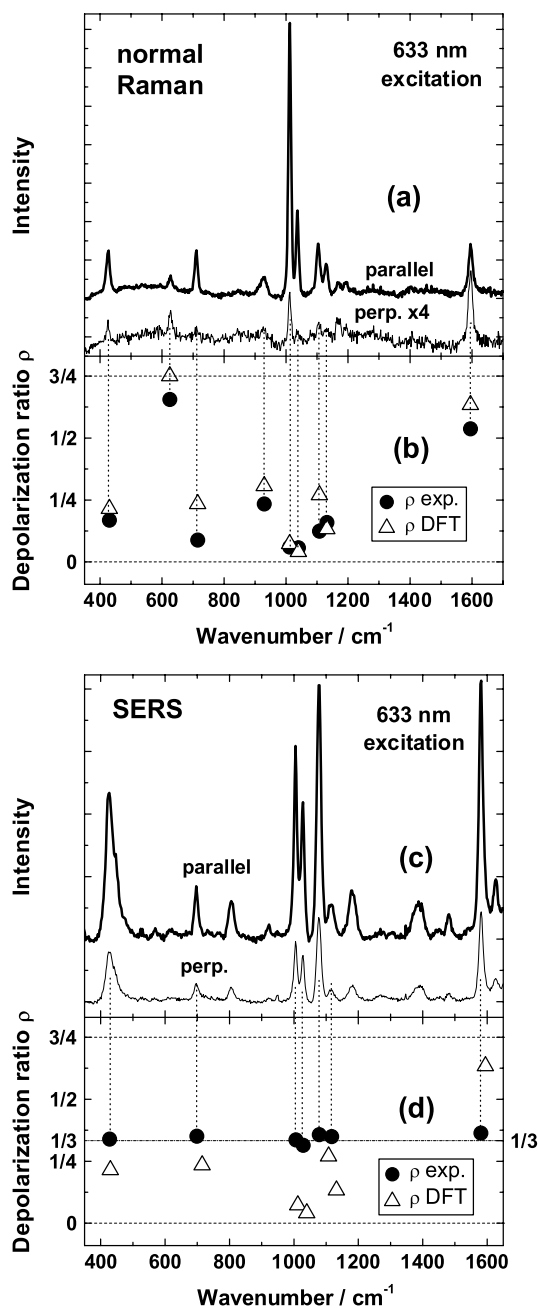 normal
Raman
633 nm
excitation
Intensity
(a)
parallel
perp. x4
Depolarization ratio ρ
3/4
1/2
1/4
0
(b)
ρ exp.
ρ DFT
400 600 800 1000 1200 1400 1600
Wavenumber / cm-1
SERS
633 nm
excitation
Intensity
(c)
parallel
perp.
Depolarization ratio ρ
3/4
1/2
1/3
1/4
0
(d)
1/3
ρ exp.
ρ DFT
400 600 800 1000 1200 1400 1600
Wavenumber / cm-1